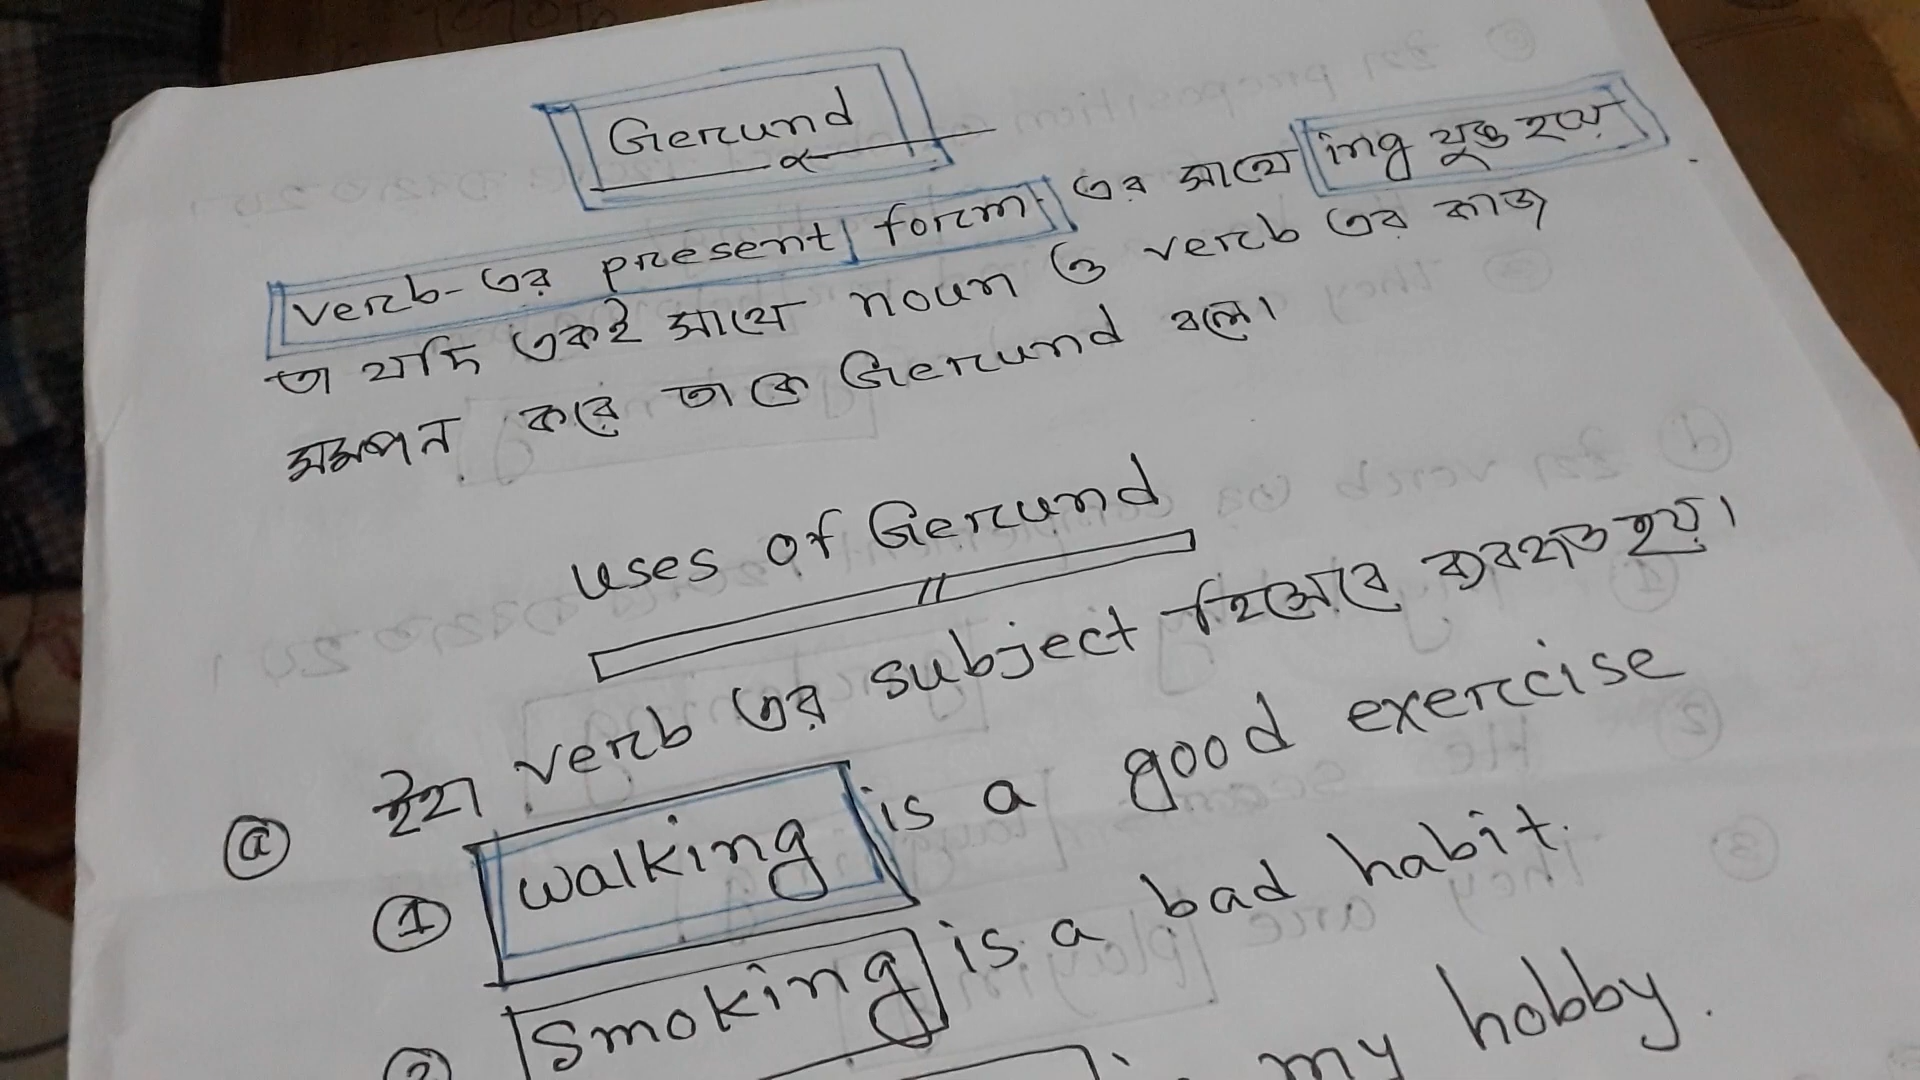 Gerund
verb-এর present form এর সাথে ing যুক্ত হয়ে
তা যদি একই সাথে noun ও verb এর কাজ
সম্পন করে তা কে Gerund বলে।
uses of Gerund
ⓐ ইহা verb এর subject হিসেবে ব্যবহৃত হয়।
① walking is a good exercise
② Smoking is a bad habit.
my hobby.